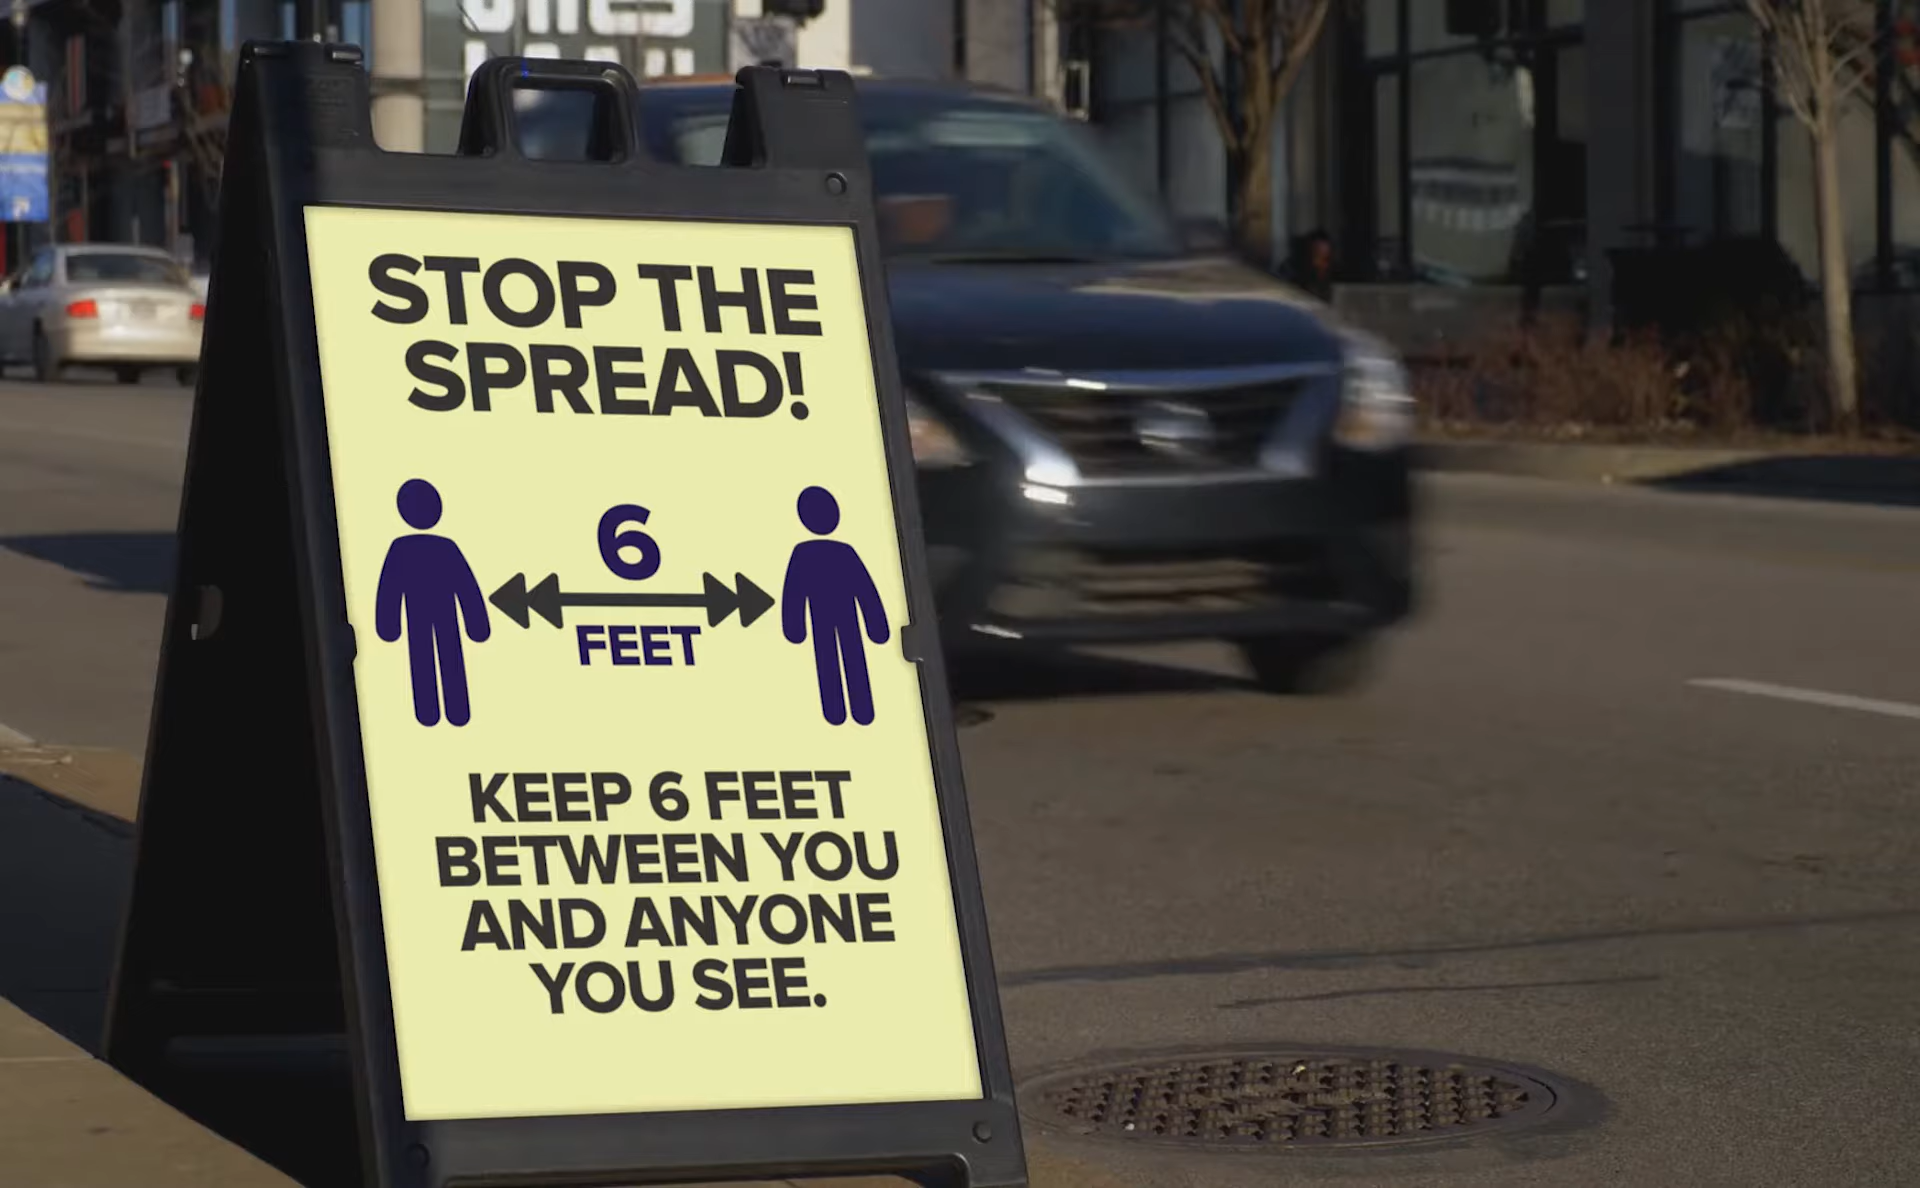 STOP THE
SPREAD!
6
FEET
KEEP 6 FEET
BETWEEN YOU
AND ANYONE
YOU SEE.